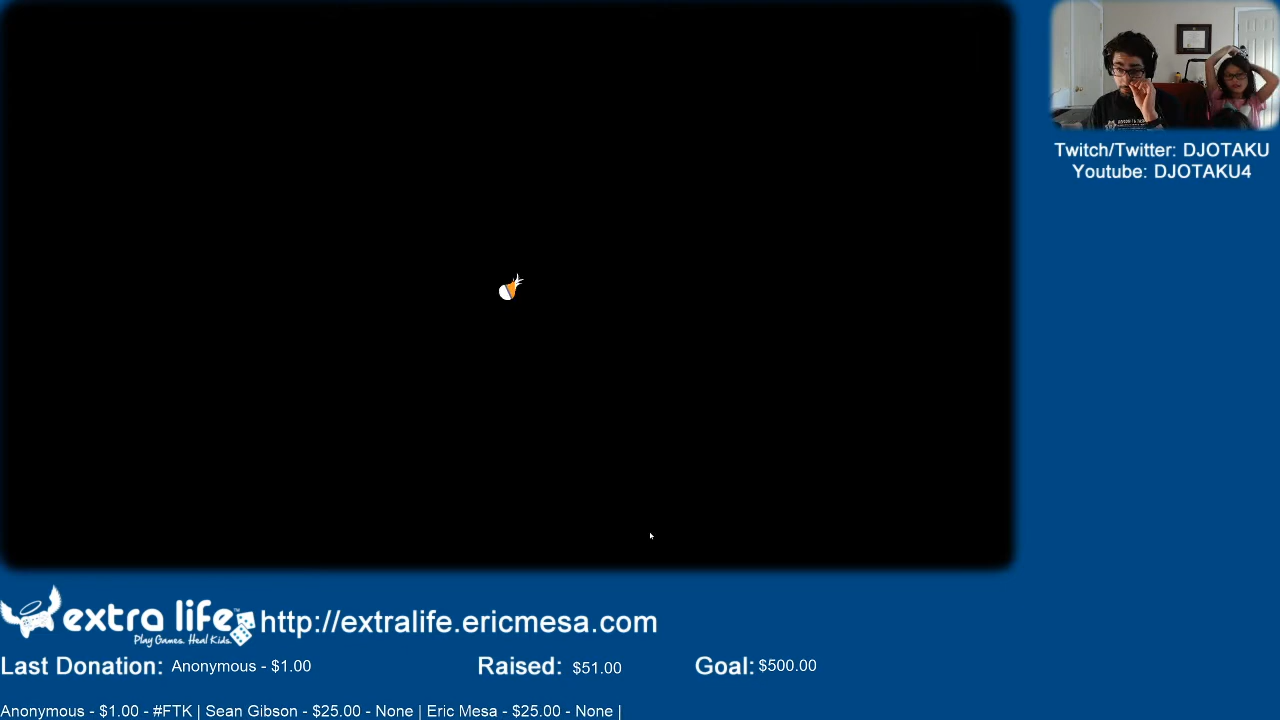 Twitch/Twitter: DJOTAKU
Youtube: DJOTAKU4
extra life
Play Games. Heal Kids.
http://extralife.ericmesa.com
Last Donation: Anonymous - $1.00
Raised: $51.00
Goal: $500.00
Anonymous - $1.00 - #FTK | Sean Gibson - $25.00 - None | Eric Mesa - $25.00 - None |